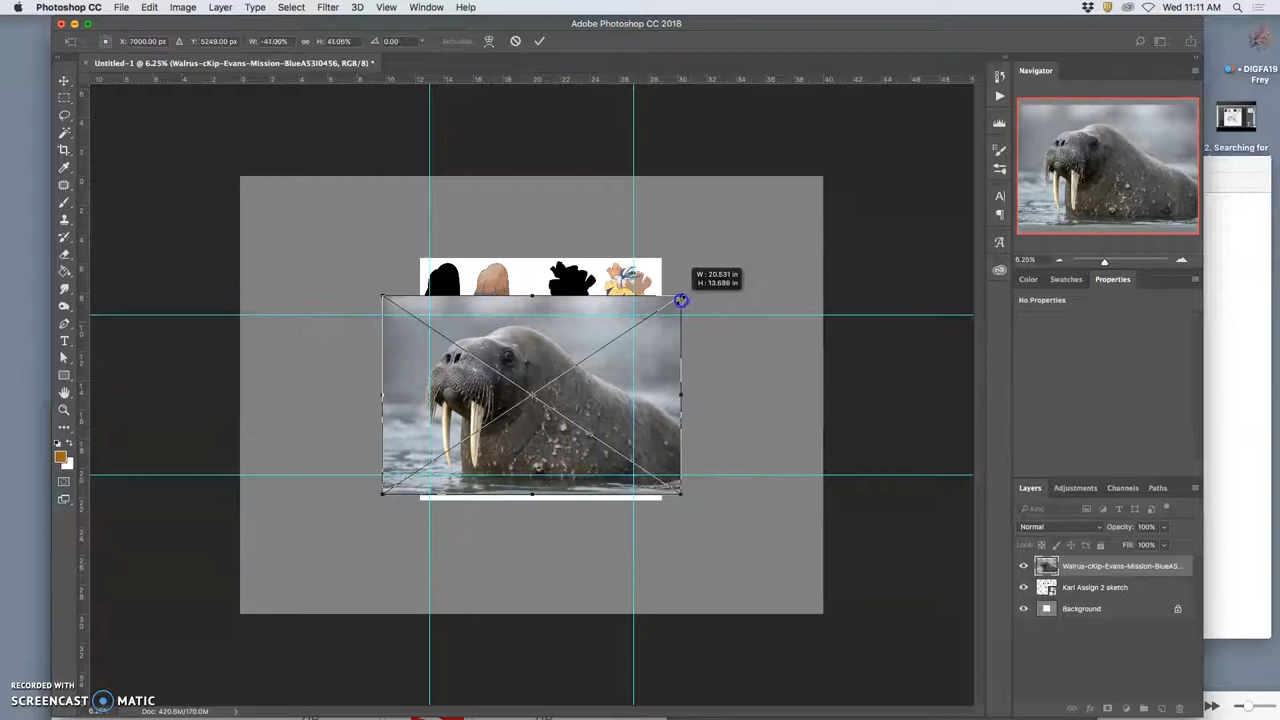 Photoshop CC File Edit Image Layer Type Select Filter 3D View Window Help Wed 11:11 AM
Adobe Photoshop CC 2018
X: 7000.00 px Y: 5249.00 px W: -41.06% H: 41.06% 0.00 °
Untitled-1 @ 6.25% (Walrus-cKip-Evans-Mission-BlueA53I0456, RGB/8) *
Navigator
DIGFA19
Frey
2. Searching for
W : 20.531 in
H : 13.686 in
6.25%
Color Swatches Properties
No Properties
Layers Adjustments Channels Paths
Kind
Normal Opacity: 100%
Lock: Fill: 100%
Walrus-cKip-Evans-Mission-BlueA5...
Karl Assign 2 sketch
Background
RECORDED WITH
SCREENCAST MATIC
Doc: 420.6M/170.0M